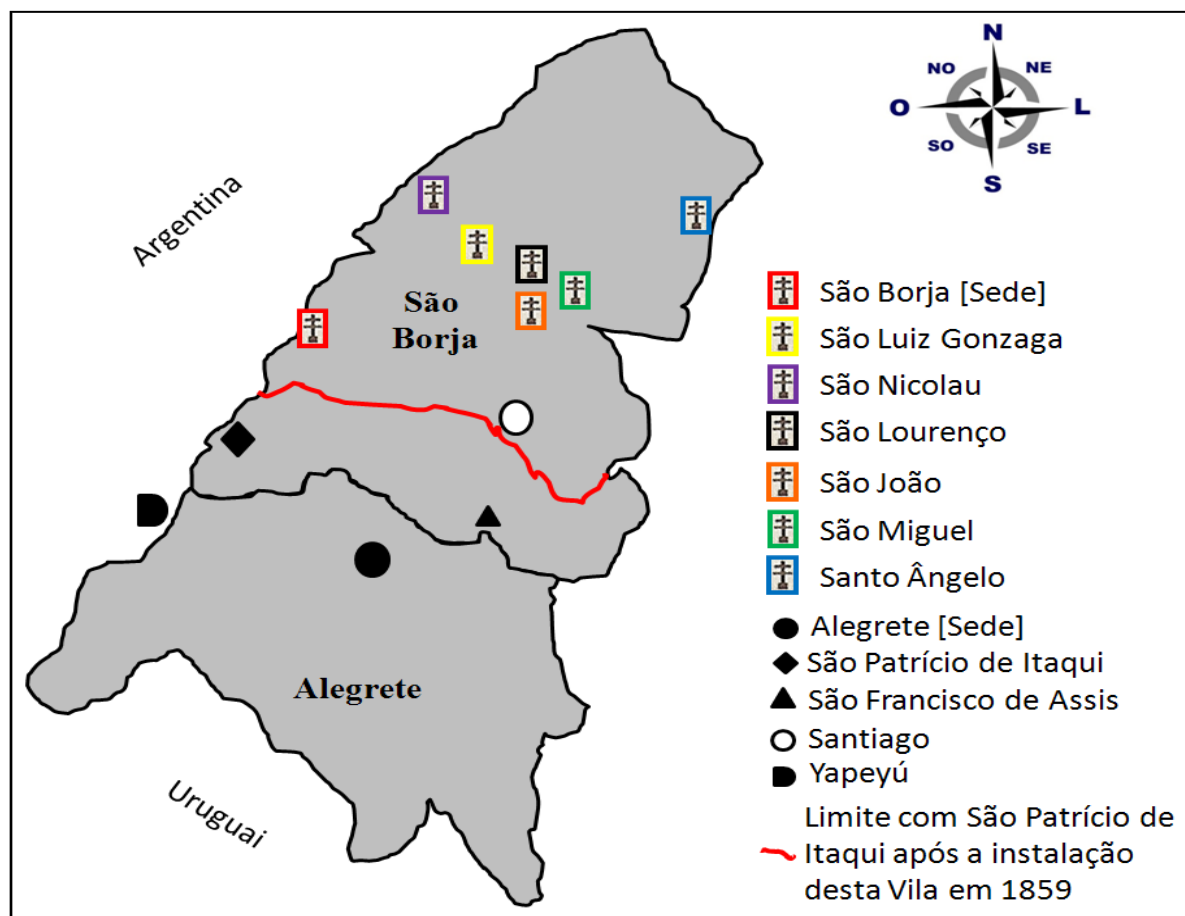 N
NO
NE
O
L
SO
SE
S
Argentina
São
Borja
Alegrete
Uruguai
São Borja [Sede]
São Luiz Gonzaga
São Nicolau
São Lourenço
São João
São Miguel
Santo Ângelo
Alegrete [Sede]
São Patrício de Itaqui
São Francisco de Assis
Santiago
Yapeyú
Limite com São Patrício de
Itaqui após a instalação
desta Vila em 1859